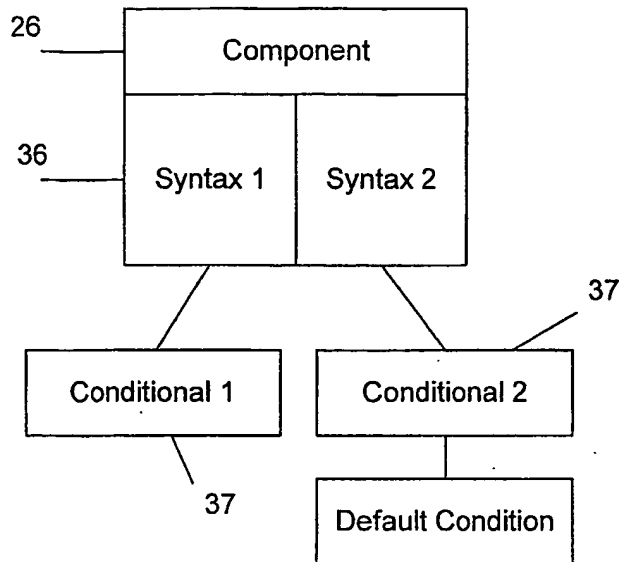 26
Component
36
Syntax 1
Syntax 2
37
Conditional 1
Conditional 2
37
Default Condition